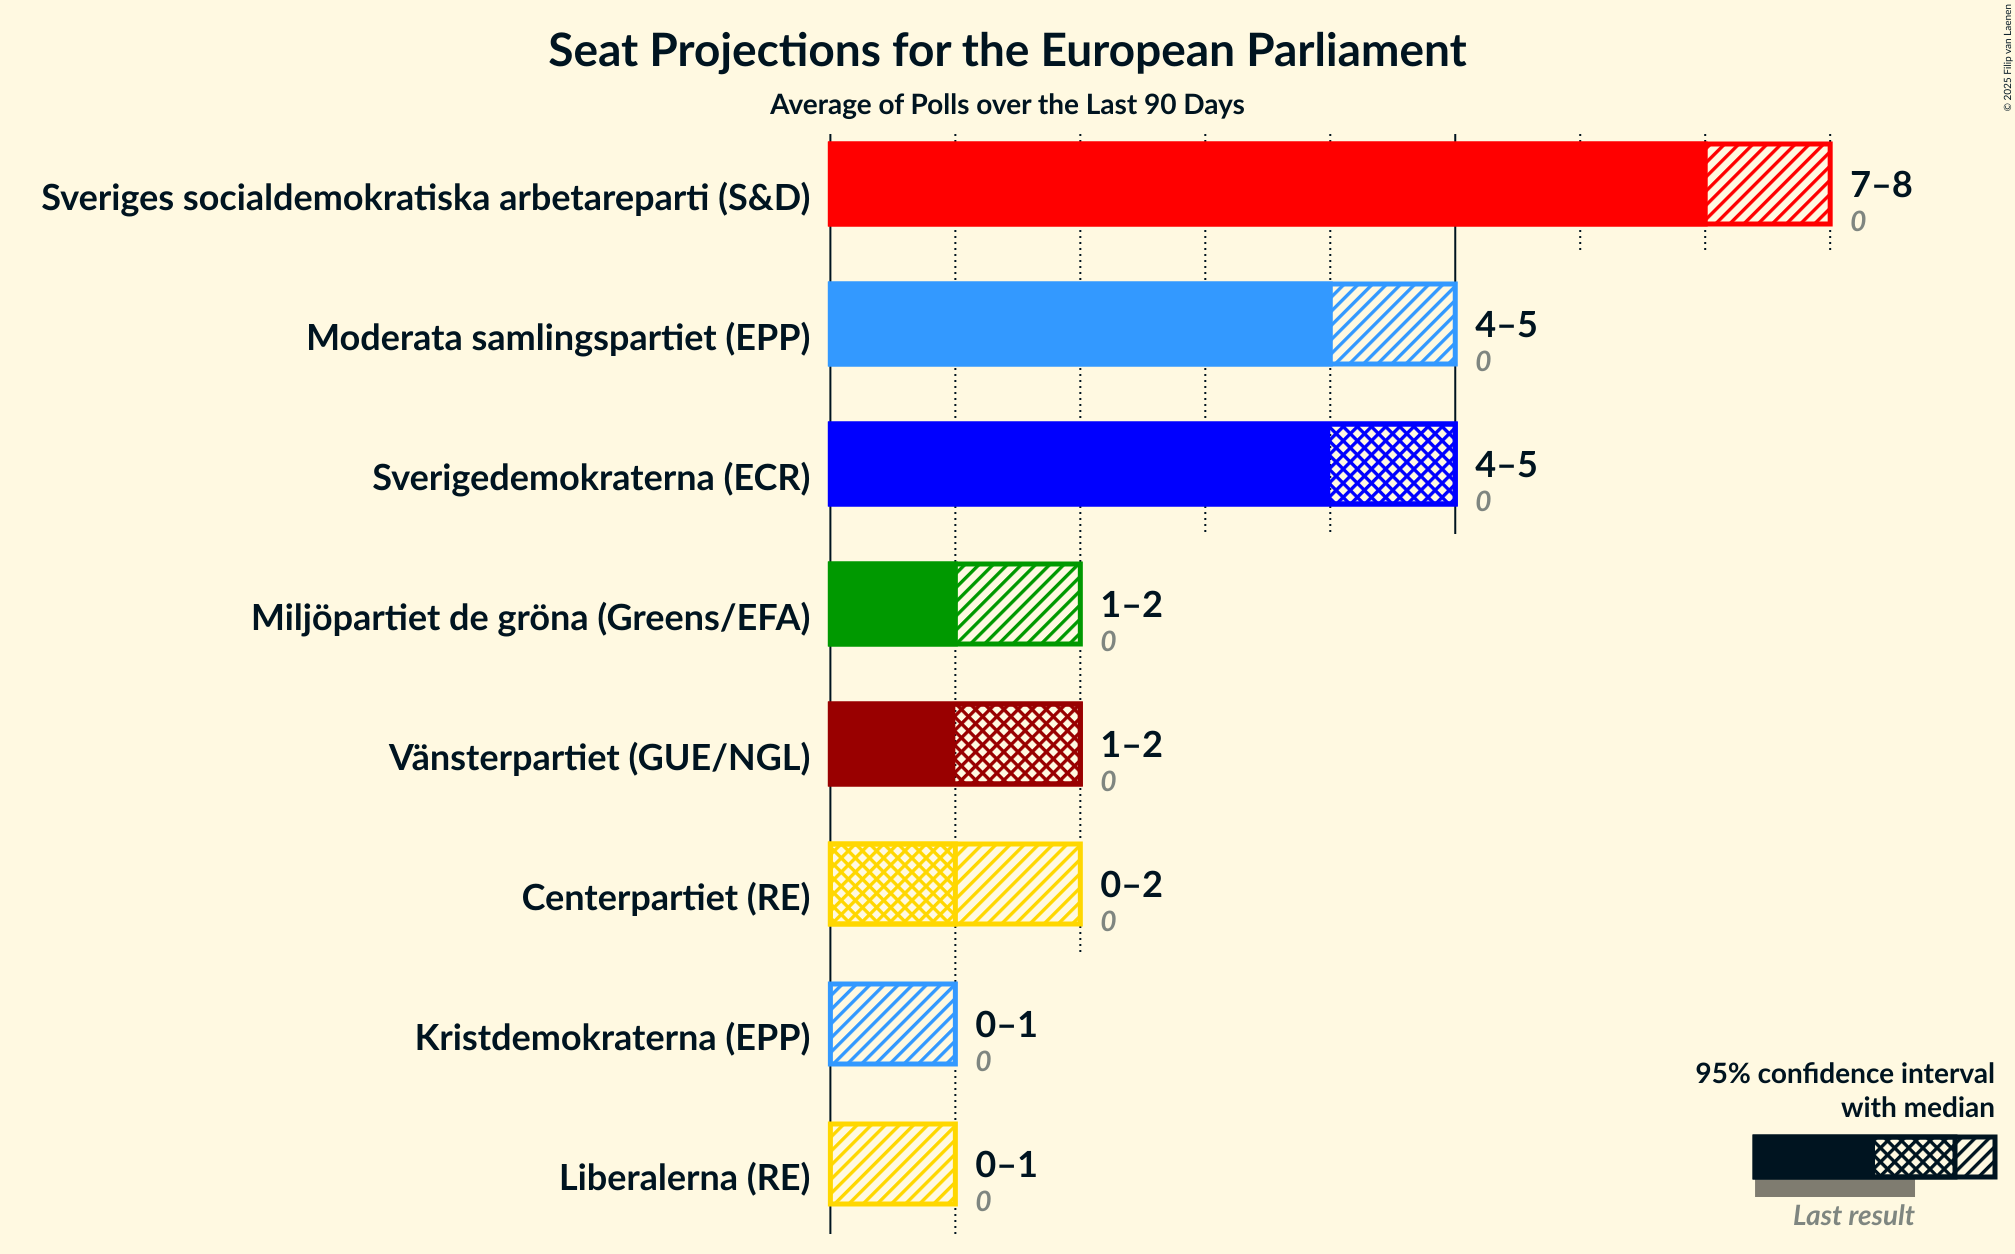 Seat Projections for the European Parliament
Average of Polls over the Last 90 Days
© 2025 Filip van Laenen
Sveriges socialdemokratiska arbetareparti (S&D)
7–8
0
Moderata samlingspartiet (EPP)
4–5
0
Sverigedemokraterna (ECR)
4–5
0
Miljöpartiet de gröna (Greens/EFA)
1–2
0
Vänsterpartiet (GUE/NGL)
1–2
0
Centerpartiet (RE)
0–2
0
Kristdemokraterna (EPP)
0–1
0
Liberalerna (RE)
0–1
0
95% confidence interval
with median
Last result